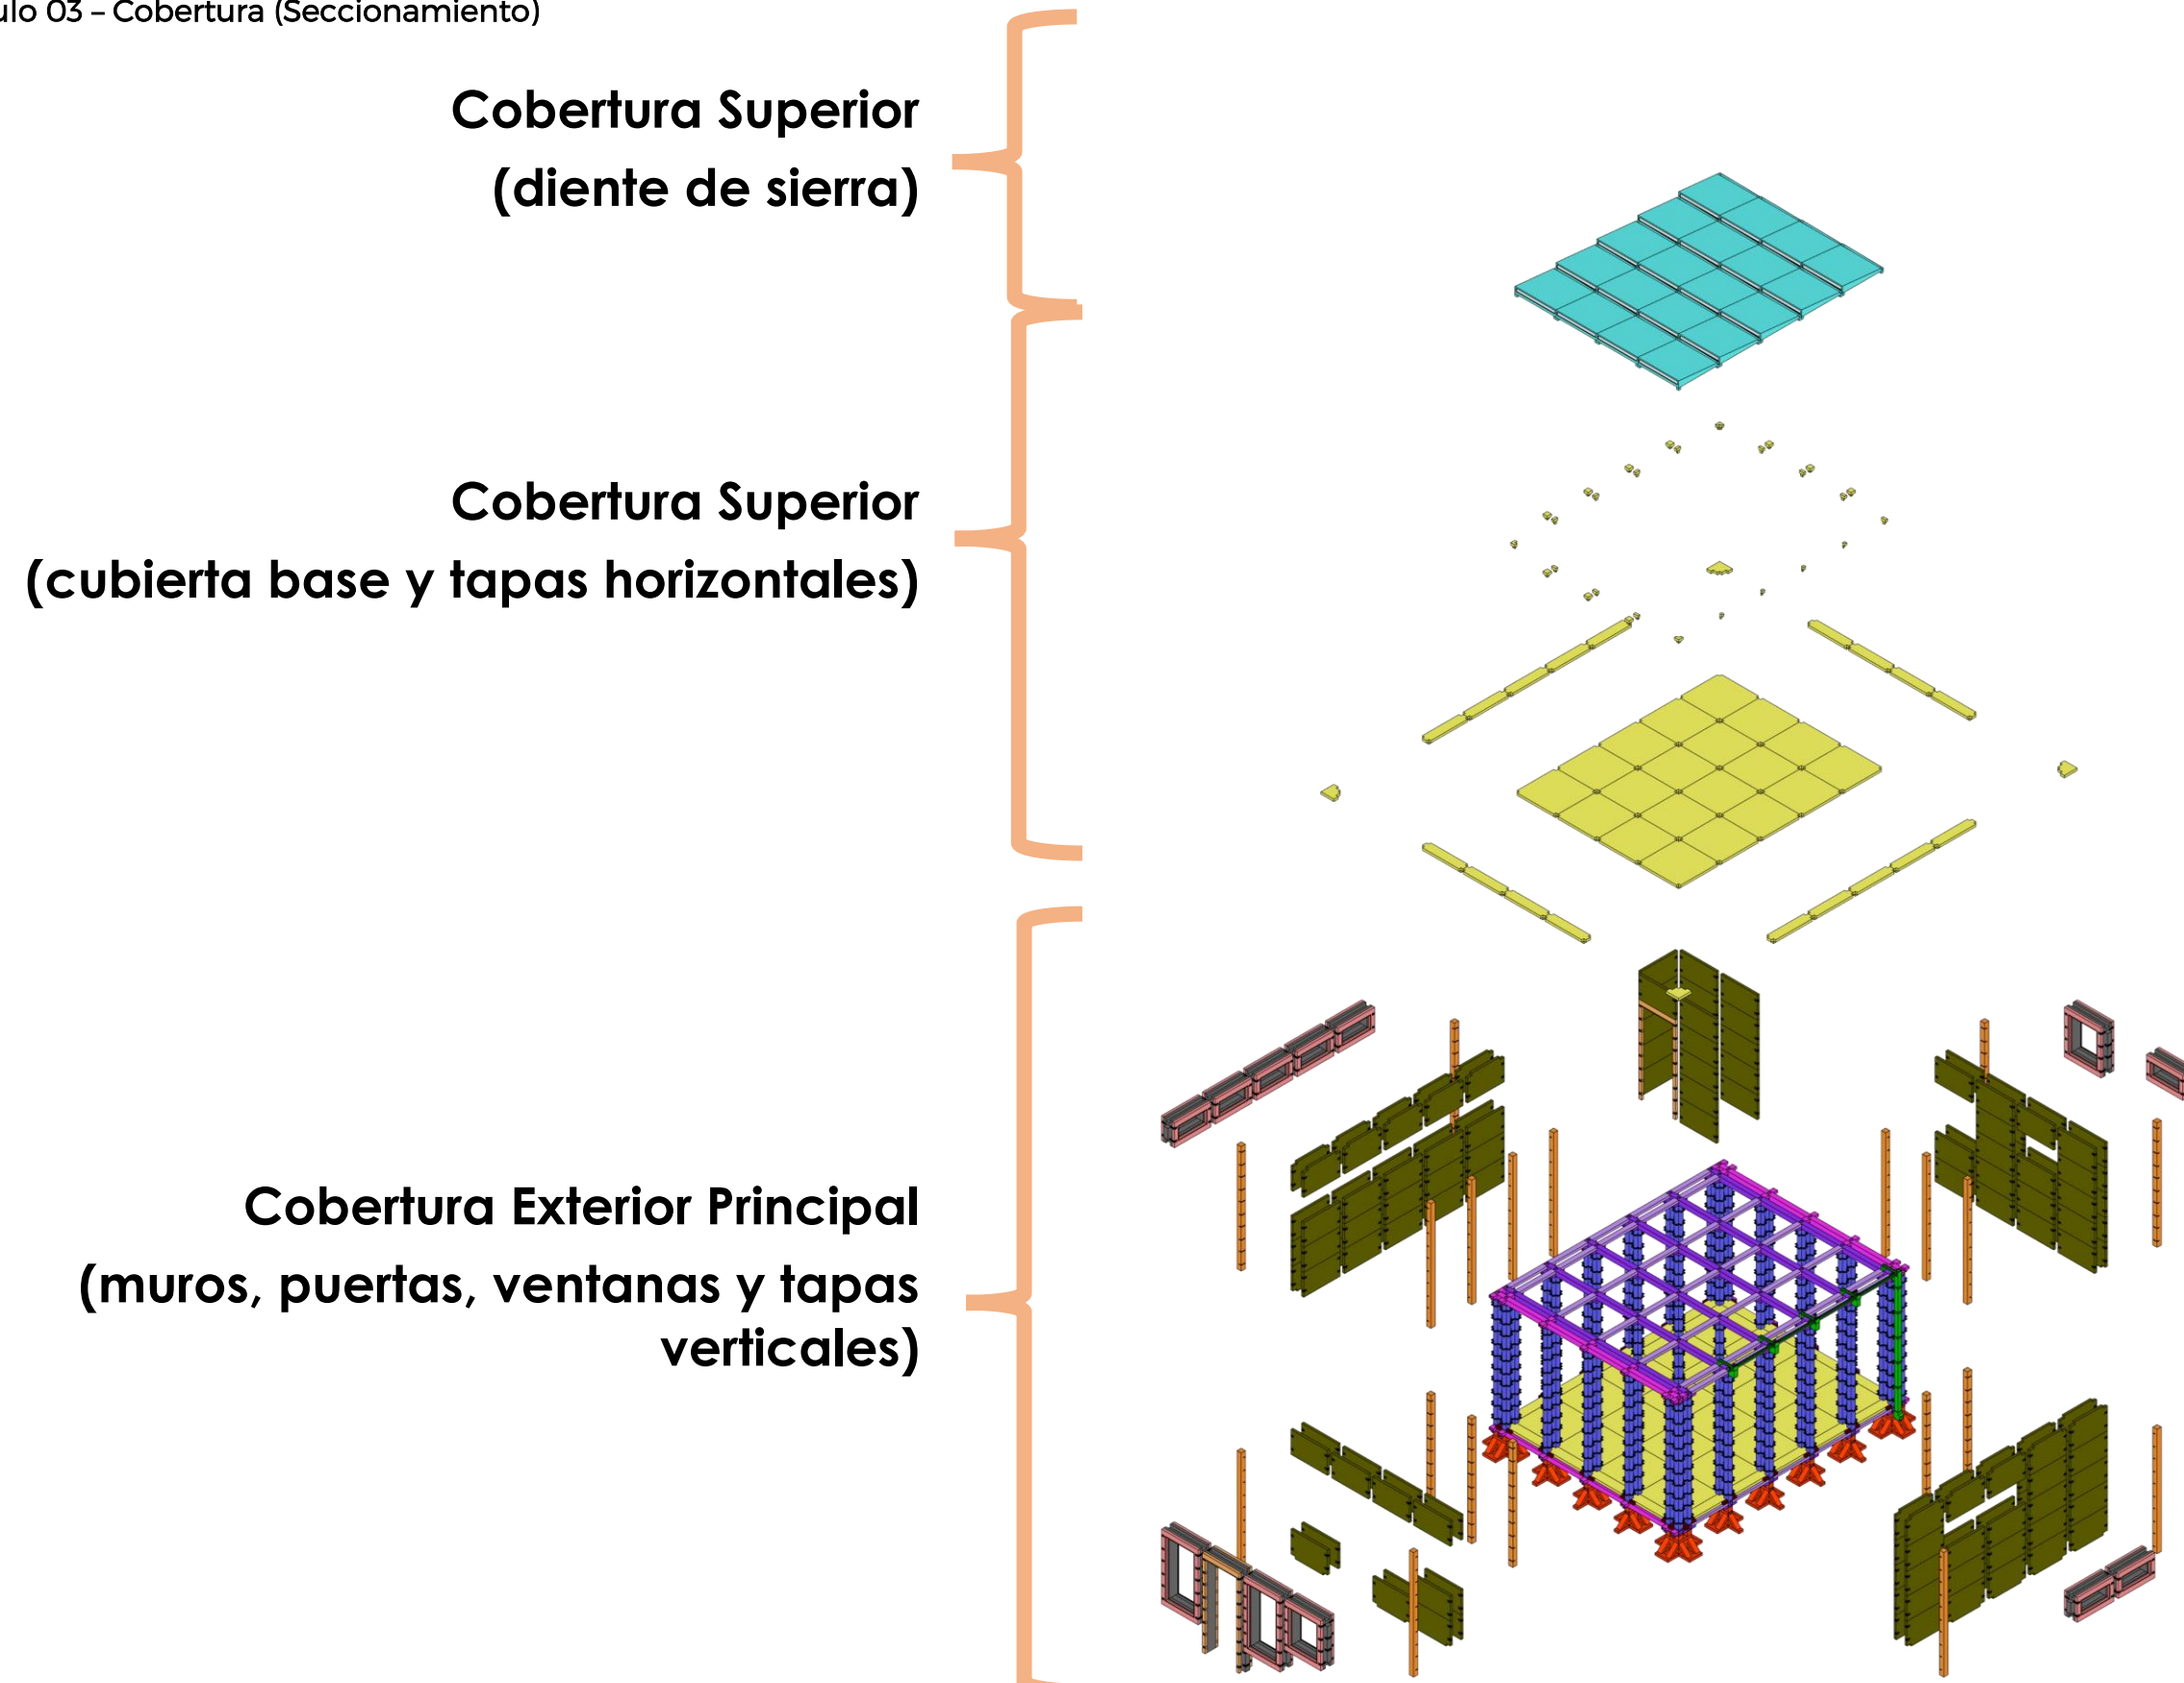 03 – Cobertura (Seccionamiento)
Cobertura Superior
(diente de sierra)
Cobertura Superior
(cubierta base y tapas horizontales)
Cobertura Exterior Principal
(muros, puertas, ventanas y tapas
verticales)